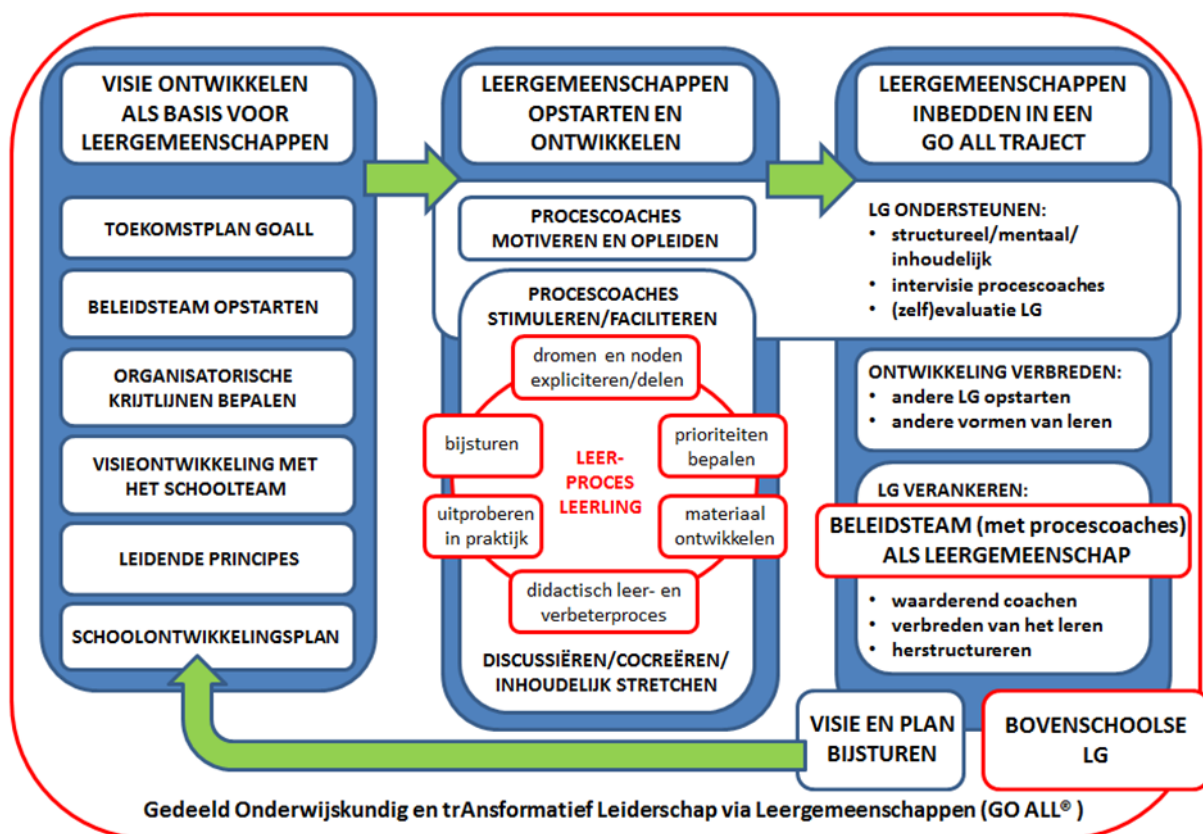 VISIE ONTWIKKELEN
ALS BASIS VOOR
LEERGEMEENSCHAPPEN
TOEKOMSTPLAN GOALL
BELEIDSTEAM OPSTARTEN
ORGANISATORISCHE
KRIJTLIJNEN BEPALEN
VISIEONTWIKKELING MET
HET SCHOOLTEAM
LEIDENDE PRINCIPES
SCHOOLONTWIKKELINGSPLAN
LEERGEMEENSCHAPPEN
OPSTARTEN EN
ONTWIKKELEN
PROCESCOACHES
MOTIVEREN EN OPLEIDEN
PROCESCOACHES
STIMULEREN/FACILITEREN
dromen en noden
expliciteren/delen
bijsturen
prioriteiten
bepalen
LEER-
PROCES
LEERLING
uitproberen
in praktijk
materiaal
ontwikkelen
didactisch leer- en
verbeterproces
DISCUSSIËREN/COCREËREN/
INHOUDELIJK STRETCHEN
LEERGEMEENSCHAPPEN
INBEDDEN IN EEN
GO ALL TRAJECT
LG ONDERSTEUNEN:
• structureel/mentaal/
inhoudelijk
• intervisie procescoaches
• (zelf)evaluatie LG
ONTWIKKELING VERBREDEN:
• andere LG opstarten
• andere vormen van leren
LG VERANKEREN:
BELEIDSTEAM (met procescoaches)
ALS LEERGEMEENSCHAP
• waarderend coachen
• verbreden van het leren
• herstructureren
VISIE EN PLAN
BIJSTUREN
BOVENSCHOOLSE
LG
Gedeeld Onderwijskundig en trAnsformatief Leiderschap via Leergemeenschappen (GO ALL® )